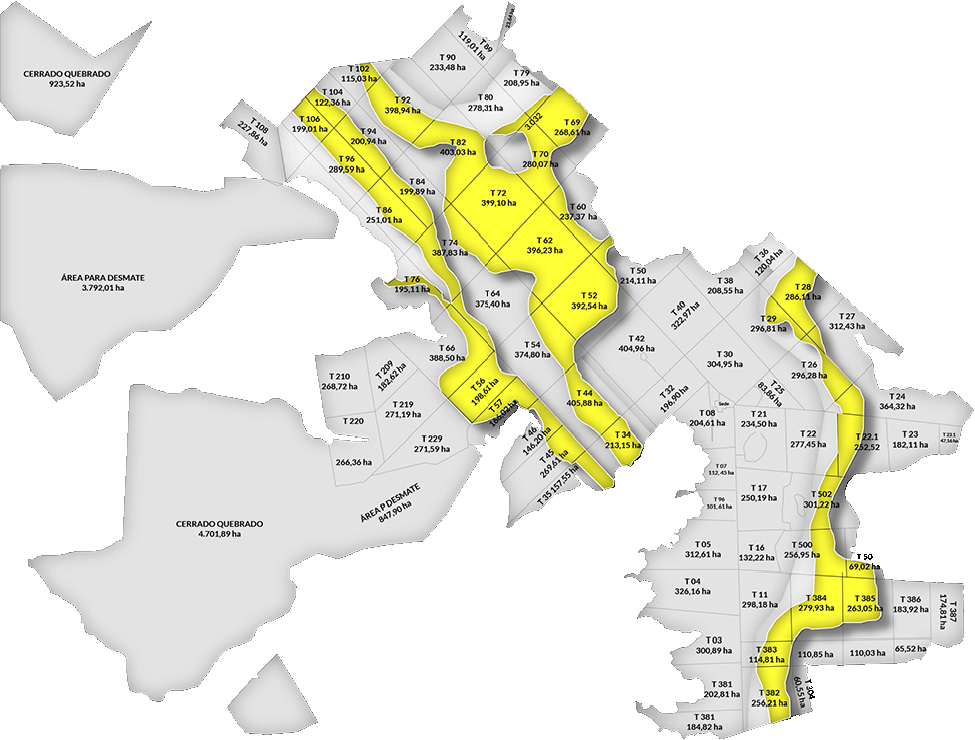 CERRADO QUEBRADO
923,52 ha
T 108
227,86 ha
T 106
199,01 ha
T 104
122,36 ha
T 102
115,03 ha
T 92
398,94 ha
T 90
233,48 ha
T 89
119,01 ha
T 79
208,95 ha
T 80
278,31 ha
3.032
T 69
268,61 ha
T 94
200,94 ha
T 82
403,03 ha
T 70
280,07 ha
T 96
289,59 ha
T 84
199,89 ha
T 72
399,10 ha
T 60
237,37 ha
T 86
251,01 ha
T 74
387,83 ha
T 62
396,23 ha
T 76
195,11 ha
T 64
375,40 ha
T 52
392,54 ha
T 50
214,11 ha
ÁREA PARA DESMATE
3.792,01 ha
T 36
120,04 ha
T 38
208,55 ha
T 28
286,11 ha
T 40
322,97 ha
T 29
296,81 ha
T 27
312,43 ha
T 66
388,50 ha
T 54
374,80 ha
T 42
404,96 ha
T 30
304,95 ha
T 26
296,28 ha
T 25
83,86 ha
T 24
364,32 ha
T 210
268,72 ha
T 209
182,62 ha
T 219
271,19 ha
T 220
T 229
271,59 ha
266,36 ha
T 56
198,61 ha
T 57
166,02 ha
T 44
405,88 ha
T 32
196,90 ha
T 46
146,20 ha
T 45
269,61 ha
T 35 157,55 ha
T 34
213,15 ha
Sede
T 08
204,61 ha
T 21
234,50 ha
T 22
277,45 ha
T 22.1
252,52
T 23
182,11 ha
T 23.1
47,16 ha
T 07
112,45 ha
T 17
250,19 ha
T 96
101,61 ha
T 502
301,22 ha
ÁREA P DESMATE
847,90 ha
CERRADO QUEBRADO
4.701,89 ha
T 05
312,61 ha
T 16
132,22 ha
T 500
256,95 ha
T 50
69,02 ha
T 04
326,16 ha
T 11
298,18 ha
T 384
279,93 ha
T 385
263,05 ha
T 386
183,92 ha
T 387
174,81 ha
T 03
300,89 ha
T 383
114,81 ha
110,85 ha
110,03 ha
65,52 ha
T 381
202,81 ha
T 382
256,21 ha
T 304
60,55 ha
T 381
184,82 ha